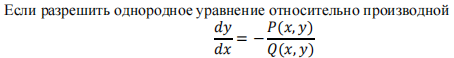 Если разрешить однородное уравнение относительно производной
dy/dx = − P(x, y)/Q(x, y)